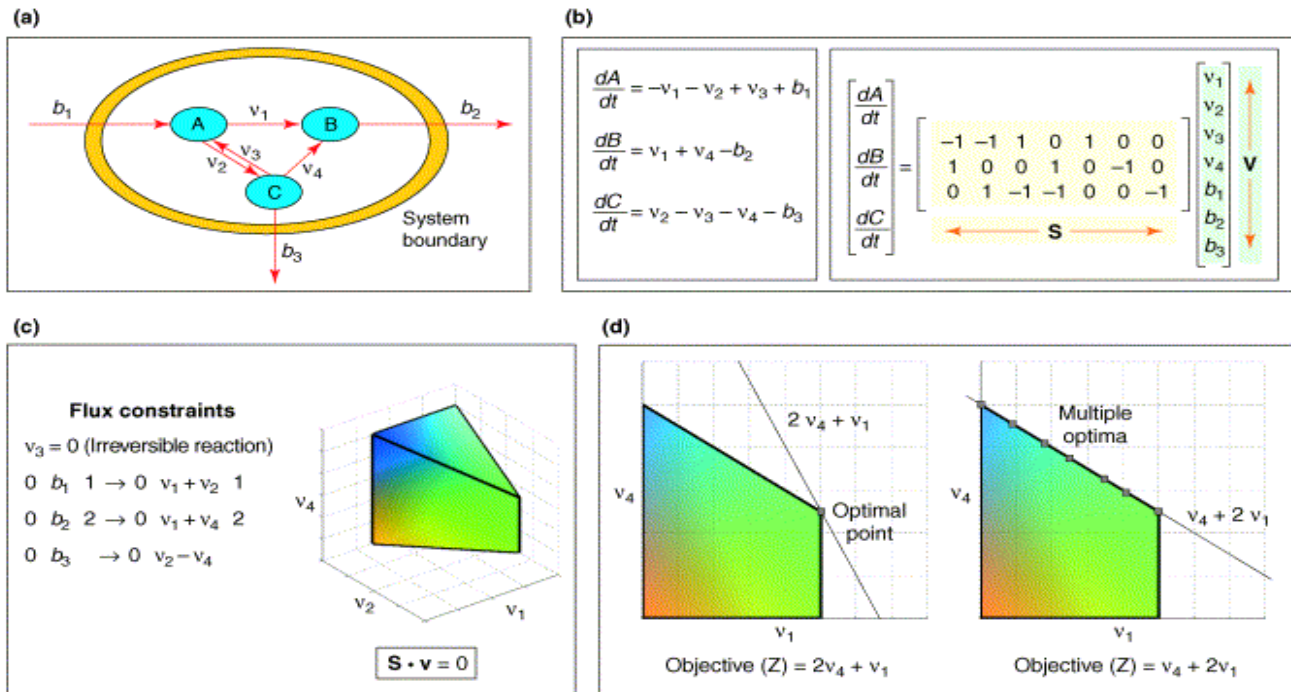 (a)
b1
A
v1
B
b2
v3
v2
v4
C
System
boundary
b3
(b)
dA
dt
= –v1 – v2 + v3 + b1
dB
dt
= v1 + v4 –b2
dC
dt
= v2 – v3 – v4 – b3
dA
dt
dB
dt
dC
dt
=
–1 –1 1 0 1 0 0
1 0 0 1 0 –1 0
0 1 –1 –1 0 0 –1
S
v1
v2
v3
v4
b1
b2
b3
V
(c)
Flux constraints
v3 = 0 (Irreversible reaction)
0 b1 1 → 0 v1 + v2 1
0 b2 2 → 0 v1 + v4 2
0 b3 → 0 v2 – v4
v4
v2
v1
S • v = 0
(d)
2 v4 + v1
v4
Optimal
point
v1
Objective (Z) = 2v4 + v1
Multiple
optima
v4
v4 + 2 v1
v1
Objective (Z) = v4 + 2v1